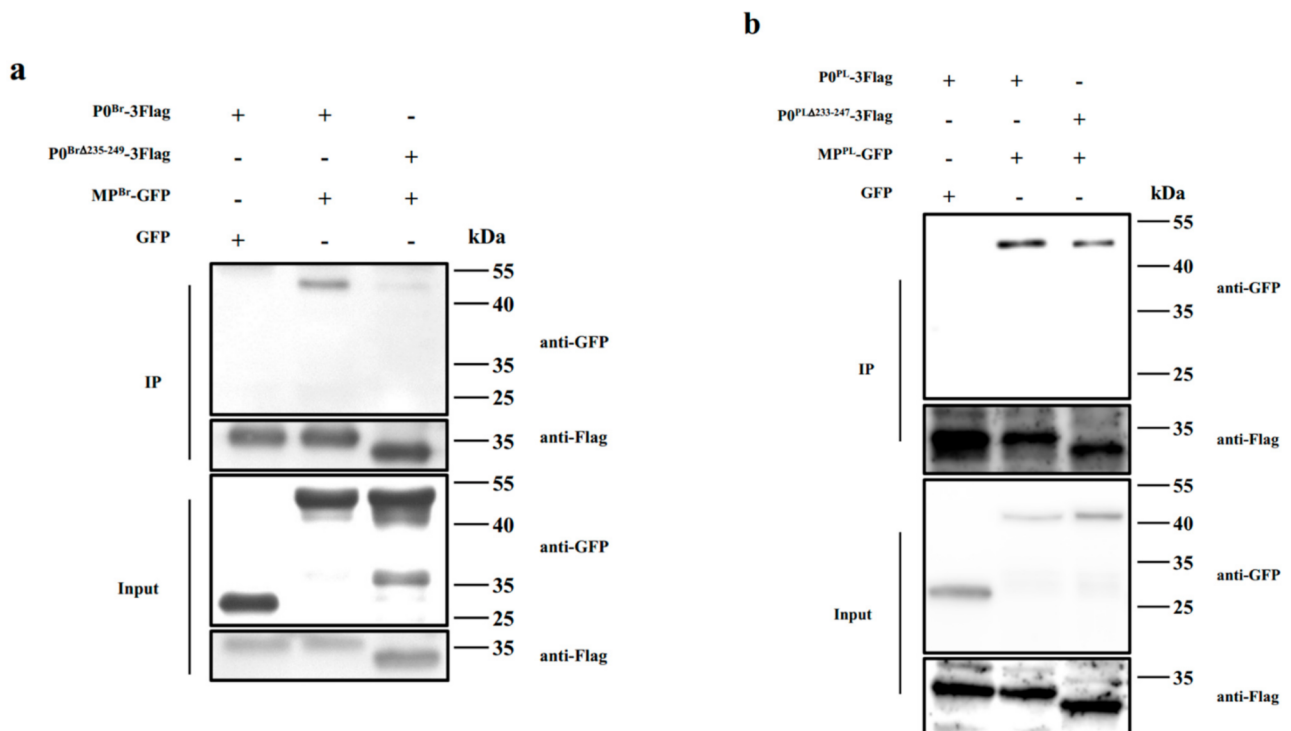 a
P0Br-3Flag + + -
P0BrΔ235-249-3Flag - - +
MPBr-GFP - + +
GFP + - - kDa
55
40
anti-GFP
35
IP
25
35 anti-Flag
55
40
anti-GFP
35
Input
25
35 anti-Flag
b
P0PL-3Flag + + -
P0PLΔ233-247-3Flag - - +
MPPL-GFP - + +
GFP + - - kDa
55
40
anti-GFP
35
IP
25
35 anti-Flag
55
40
35
anti-GFP
25
Input
35
anti-Flag